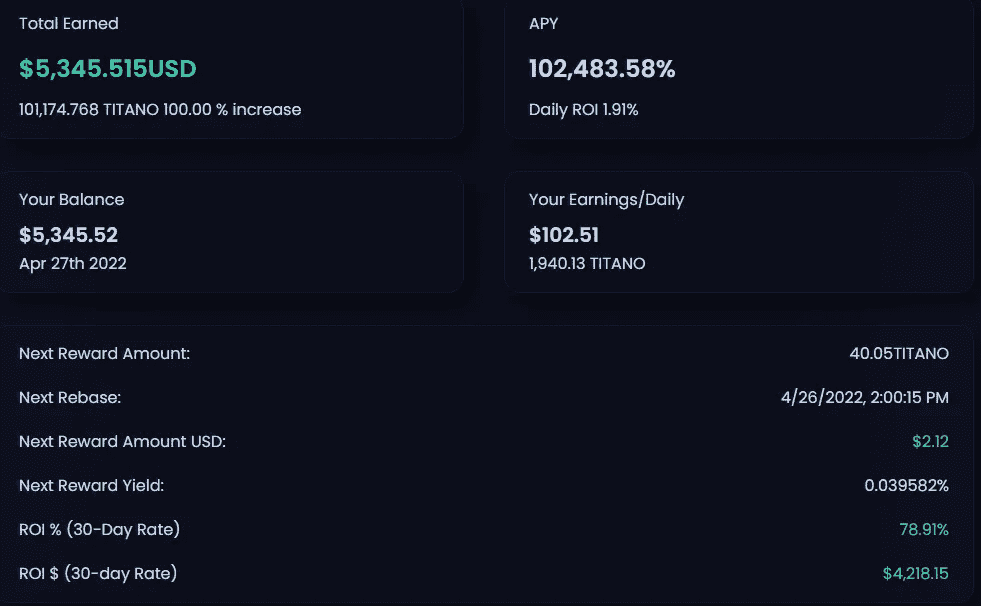 Total Earned
$5,345.515USD
101,174.768 TITANO 100.00 % increase
APY
102,483.58%
Daily ROI 1.91%
Your Balance
$5,345.52
Apr 27th 2022
Your Earnings/Daily
$102.51
1,940.13 TITANO
Next Reward Amount: 40.05TITANO
Next Rebase: 4/26/2022, 2:00:15 PM
Next Reward Amount USD: $2.12
Next Reward Yield: 0.039582%
ROI % (30-Day Rate) 78.91%
ROI $ (30-day Rate) $4,218.15